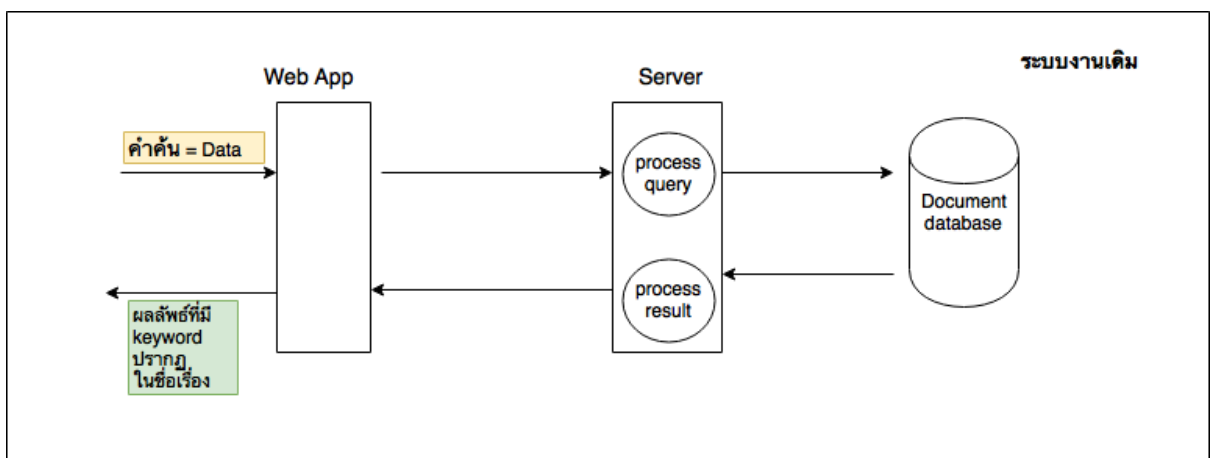 ระบบงานเดิม
Web App
Server
คำค้น = Data
process
query
Document
database
process
result
ผลลัพธ์ที่มี
keyword
ปรากฏ
ในชื่อเรื่อง